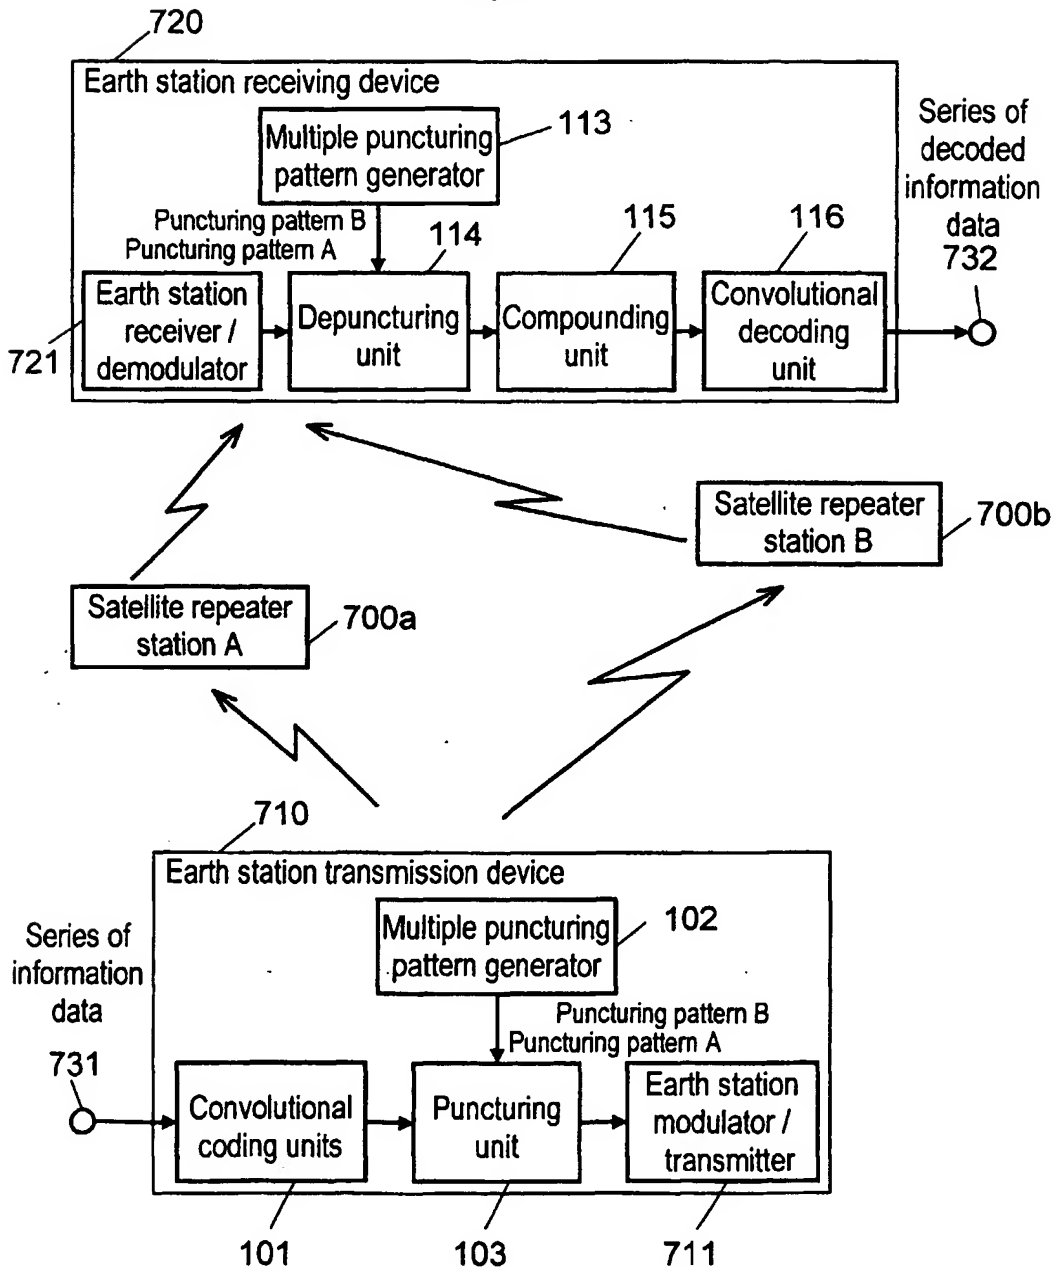 720
Earth station receiving device
Multiple puncturing
pattern generator
113
Puncturing pattern B
Puncturing pattern A
114
115
116
Series of
decoded
information
data
732
Earth station
receiver /
demodulator
721
Depuncturing
unit
Compounding
unit
Convolutional
decoding
unit
Satellite repeater
station B
700b
Satellite repeater
station A
700a
710
Earth station transmission device
Multiple puncturing
pattern generator
102
Series of
information
data
731
Puncturing pattern B
Puncturing pattern A
Convolutional
coding units
Puncturing
unit
Earth station
modulator /
transmitter
101
103
711